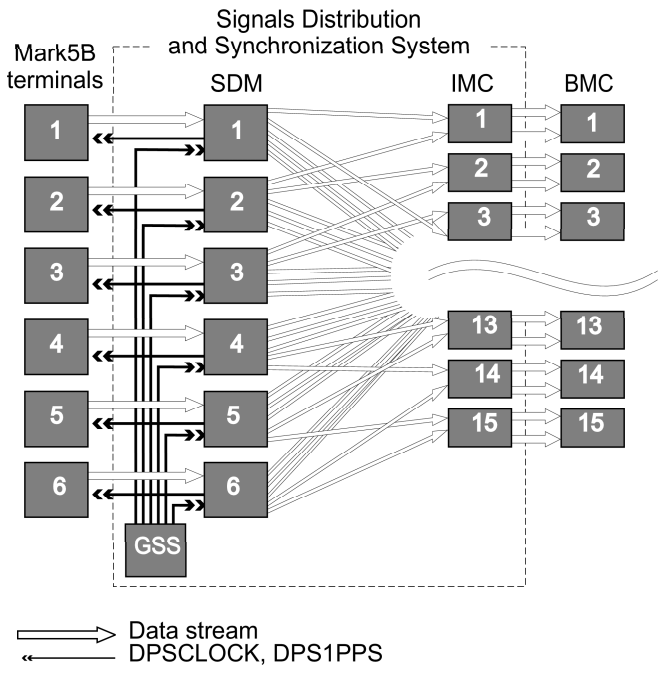 Signals Distribution
and Synchronization System
Mark5B
terminals
SDM
IMC
BMC
1
1
1
1
2
2
2
2
3
3
3
3
4
4
13
13
14
14
5
5
15
15
6
6
GSS
Data stream
DPSCLOCK, DPS1PPS